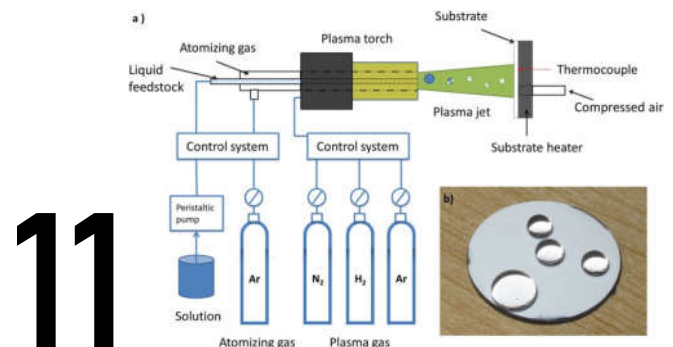 a )
Substrate
Plasma torch
Atomizing gas
Liquid
feedstock
Thermocouple
Compressed air
Plasma jet
Substrate heater
Control system
Control system
Peristaltic
pump
b)
11
Ar
N₂
H₂
Ar
Solution
Atomizing gas
Plasma gas